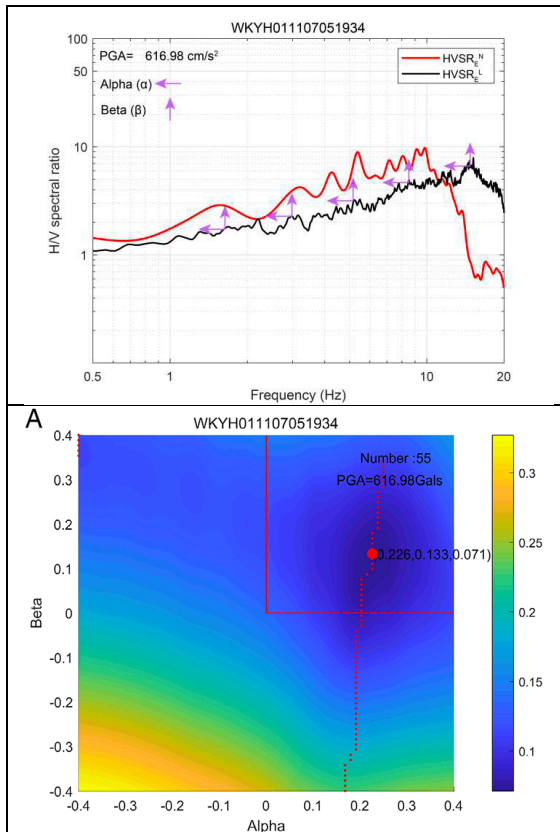 WKYH011107051934
PGA= 616.98 cm/s²
Alpha (α)
Beta (β)
HVSR_E^N
HVSR_E^L
H/V spectral ratio
100
50
10
5
1
0.5
1
10
20
Frequency (Hz)
A
WKYH011107051934
Number :55
PGA=616.98Gals
0.226,0.133,0.071)
Beta
0.4
0.3
0.2
0.1
0
-0.1
-0.2
-0.3
-0.4
-0.4
-0.3
-0.2
-0.1
0
0.1
0.2
0.3
0.4
Alpha
0.3
0.25
0.2
0.15
0.1